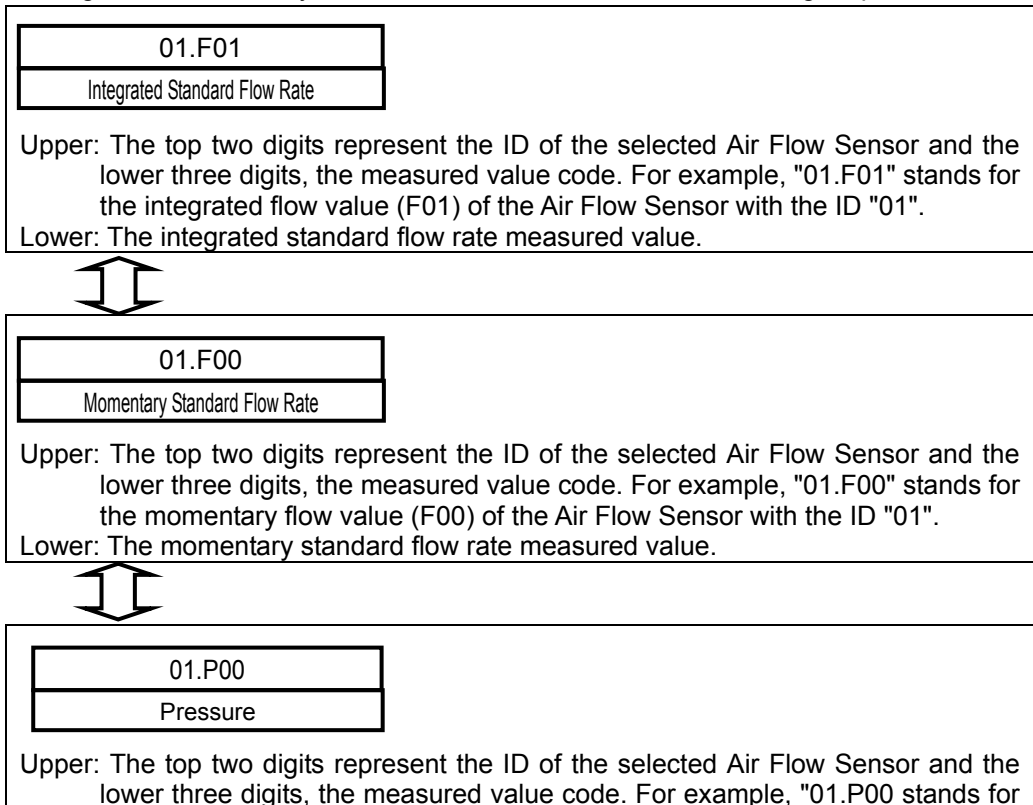 01.F01
Integrated Standard Flow Rate
Upper: The top two digits represent the ID of the selected Air Flow Sensor and the
lower three digits, the measured value code. For example, "01.F01" stands for
the integrated flow value (F01) of the Air Flow Sensor with the ID "01".
Lower: The integrated standard flow rate measured value.
01.F00
Momentary Standard Flow Rate
Upper: The top two digits represent the ID of the selected Air Flow Sensor and the
lower three digits, the measured value code. For example, "01.F00" stands for
the momentary flow value (F00) of the Air Flow Sensor with the ID "01".
Lower: The momentary standard flow rate measured value.
01.P00
Pressure
Upper: The top two digits represent the ID of the selected Air Flow Sensor and the
lower three digits, the measured value code. For example, "01.P00 stands for